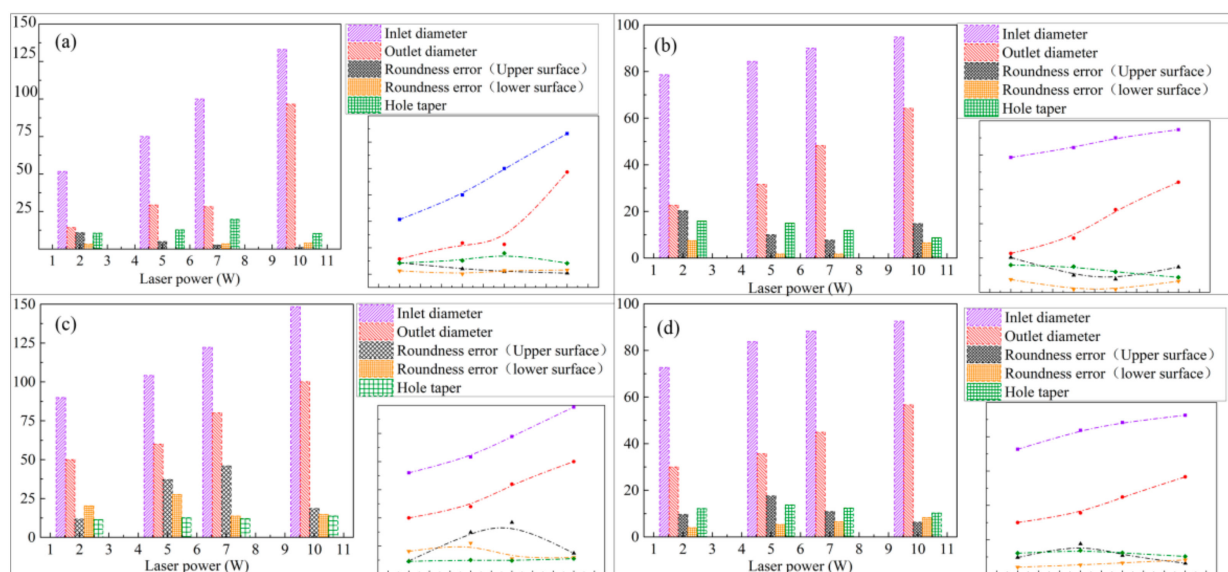 150
125
100
75
50
25
(a)
Inlet diameter
Outlet diameter
Roundness error（Upper surface）
Roundness error（lower surface）
Hole taper
1 2 3 4 5 6 7 8 9 10 11
Laser power (W)
100
80
60
40
20
0
(b)
Inlet diameter
Outlet diameter
Roundness error（Upper surface）
Roundness error（lower surface）
Hole taper
1 2 3 4 5 6 7 8 9 10 11
Laser power (W)
150
125
100
75
50
25
0
(c)
Inlet diameter
Outlet diameter
Roundness error（Upper surface）
Roundness error（lower surface）
Hole taper
1 2 3 4 5 6 7 8 9 10 11
Laser power (W)
100
80
60
40
20
0
(d)
Inlet diameter
Outlet diameter
Roundness error（Upper surface）
Roundness error（lower surface）
Hole taper
1 2 3 4 5 6 7 8 9 10 11
Laser power (W)